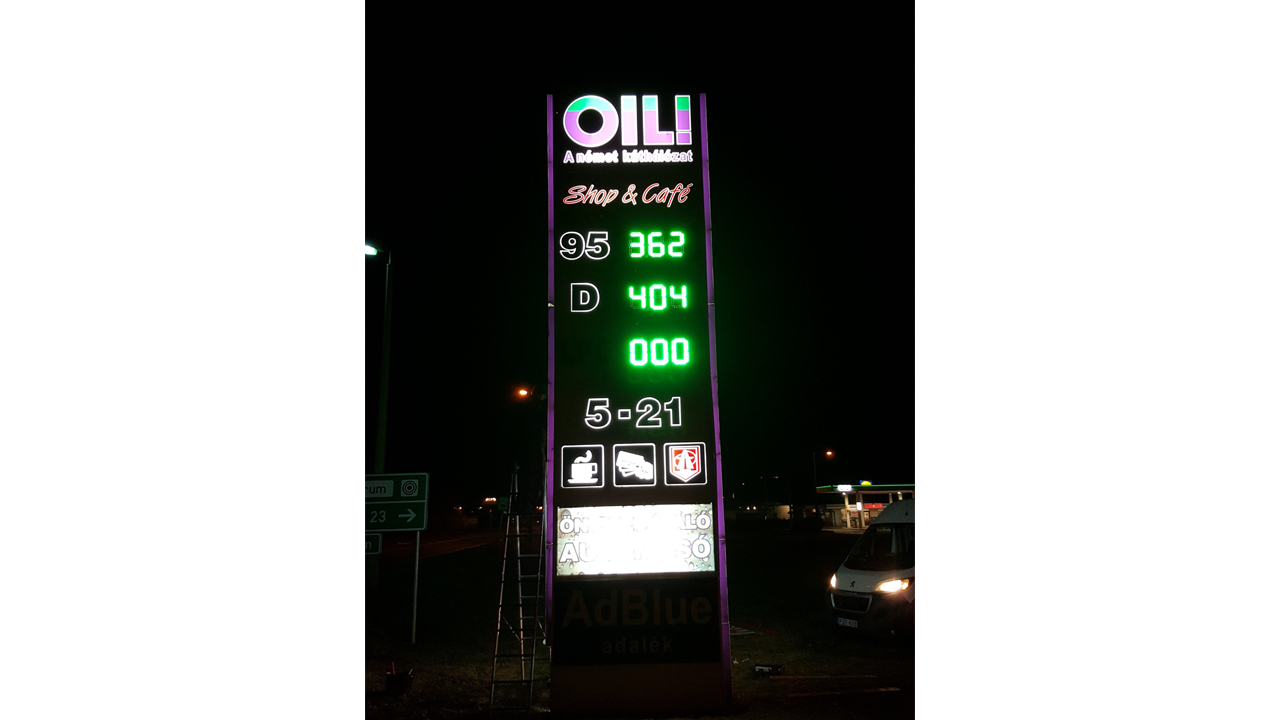 OIL!
A német kúthálózat
Shop & Café
95 362
D 404
000
5-21
23
AdBlue
adalék